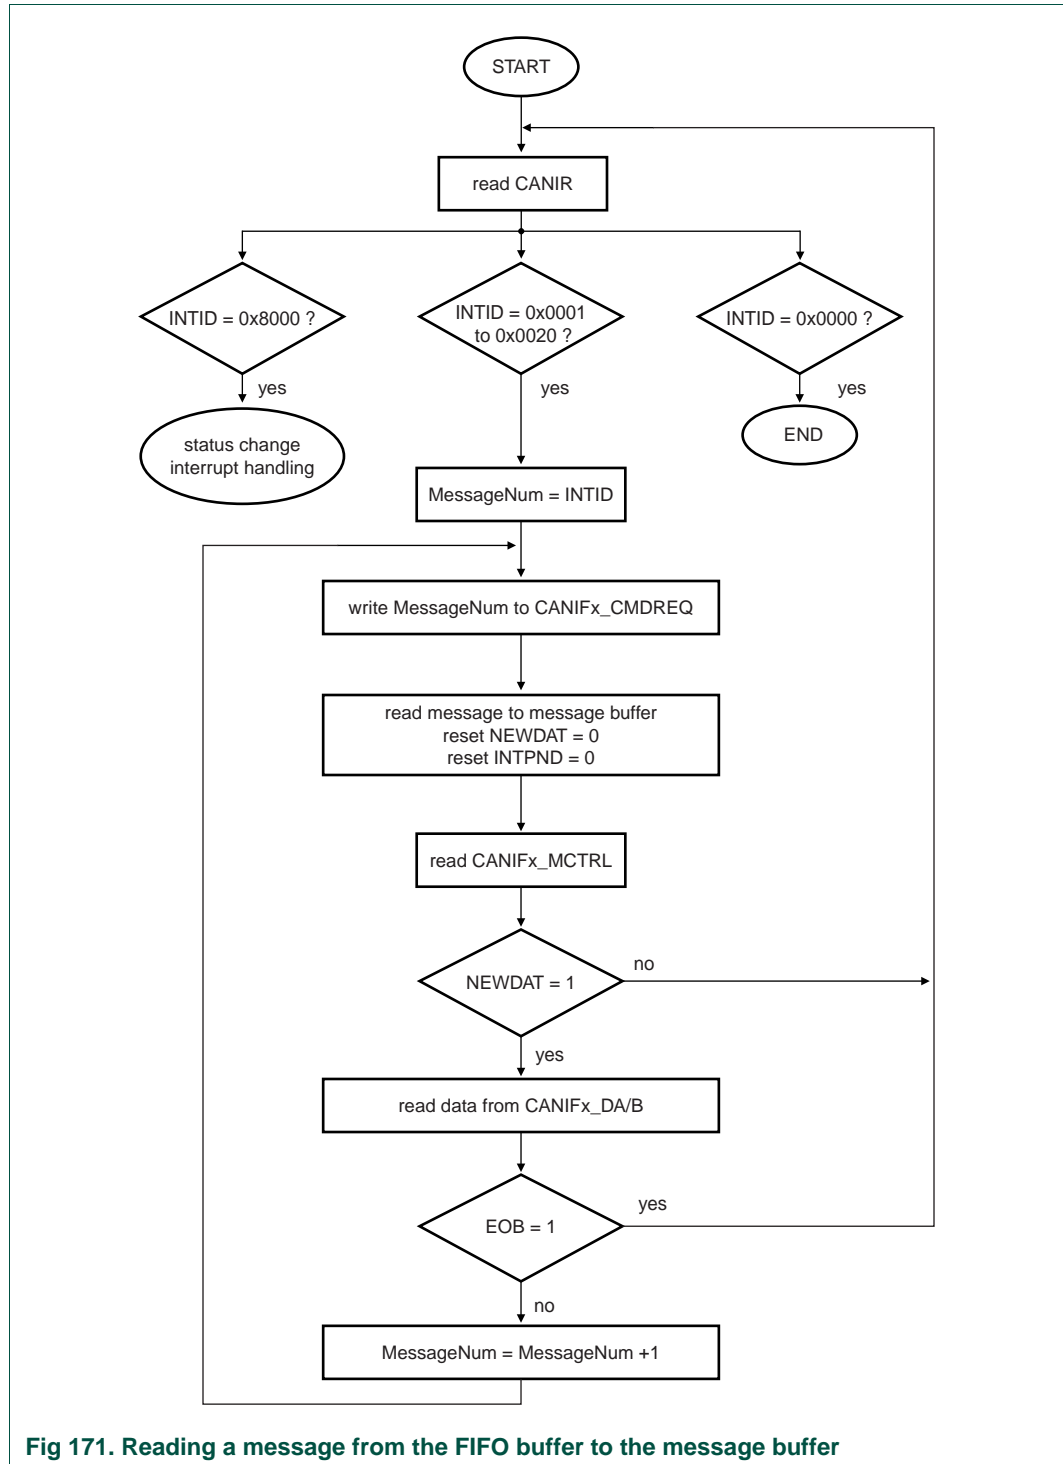 START
read CANIR
INTID = 0x8000 ?
INTID = 0x0001
to 0x0020 ?
INTID = 0x0000 ?
yes
yes
yes
status change
interrupt handling
END
MessageNum = INTID
write MessageNum to CANIFx_CMDREQ
read message to message buffer
reset NEWDAT = 0
reset INTPND = 0
read CANIFx_MCTRL
NEWDAT = 1
no
yes
read data from CANIFx_DA/B
EOB = 1
yes
no
MessageNum = MessageNum +1
Fig 171. Reading a message from the FIFO buffer to the message buffer